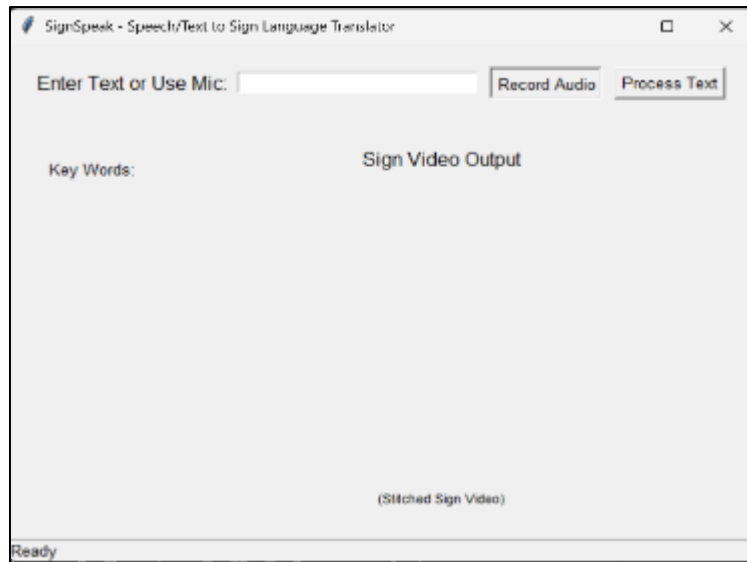 SignSpeak - Speech/Text to Sign Language Translator
Enter Text or Use Mic: Record Audio Process Text
Key Words:
Sign Video Output
(Stitched Sign Video)
Ready